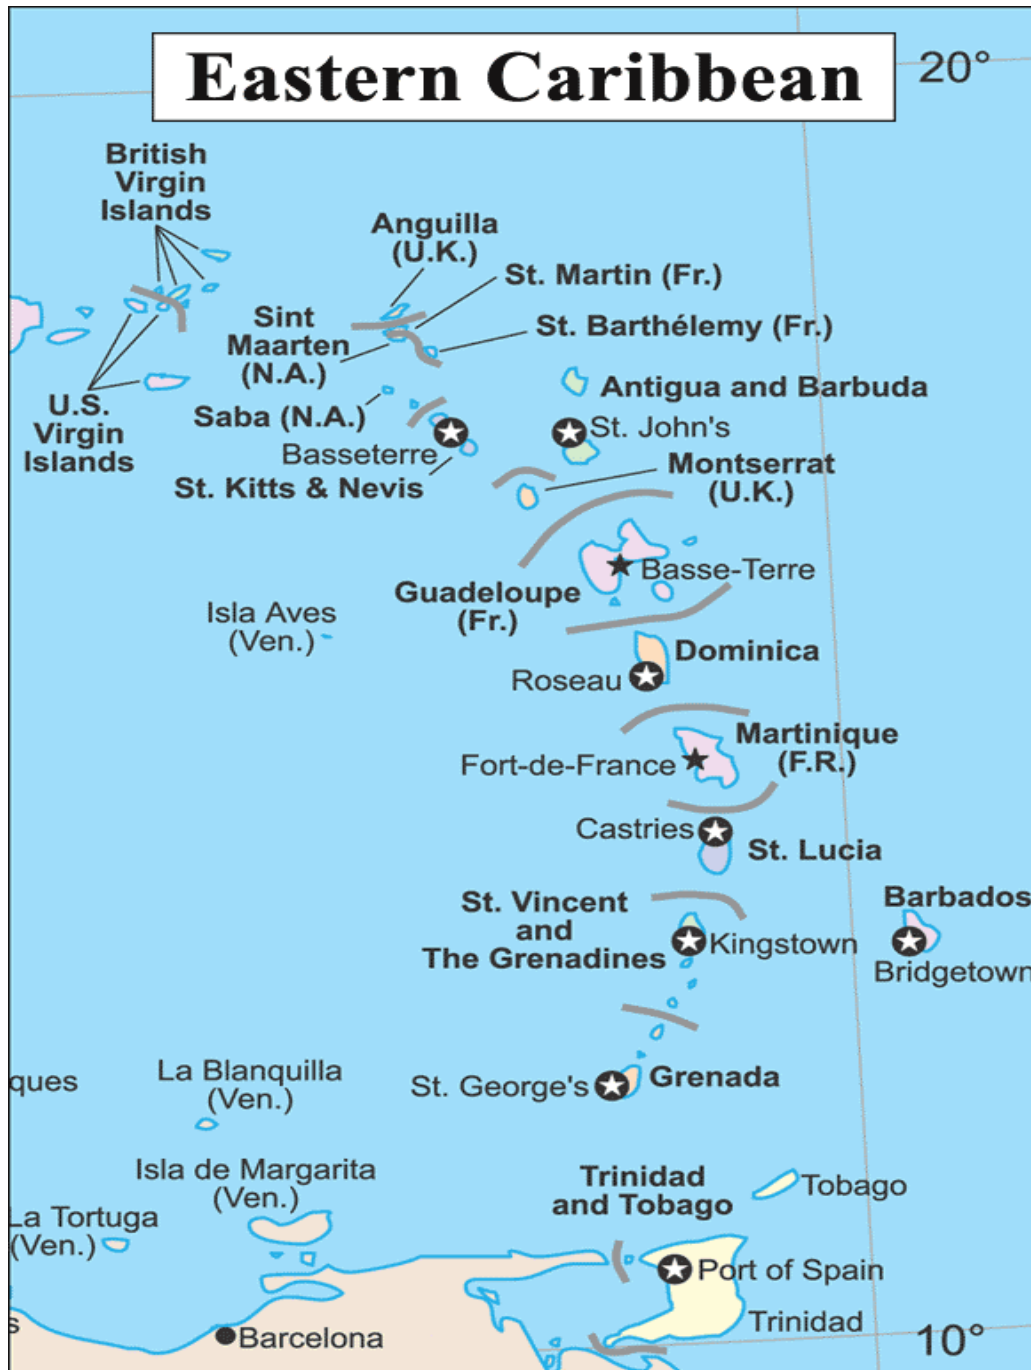 Eastern Caribbean
20°
British
Virgin
Islands
Anguilla
(U.K.)
St. Martin (Fr.)
Sint
Maarten
(N.A.)
St. Barthélemy (Fr.)
Antigua and Barbuda
U.S.
Virgin
Islands
Saba (N.A.)
St. John's
Basseterre
Montserrat
(U.K.)
St. Kitts & Nevis
Basse-Terre
Guadeloupe
(Fr.)
Isla Aves
(Ven.)
Dominica
Roseau
Martinique
(F.R.)
Fort-de-France
Castries
St. Lucia
St. Vincent
and
The Grenadines
Barbados
Kingstown
Bridgetown
ques
La Blanquilla
(Ven.)
St. George's
Grenada
Isla de Margarita
(Ven.)
Trinidad
and Tobago
Tobago
La Tortuga
(Ven.)
Port of Spain
Trinidad
s
Barcelona
10°